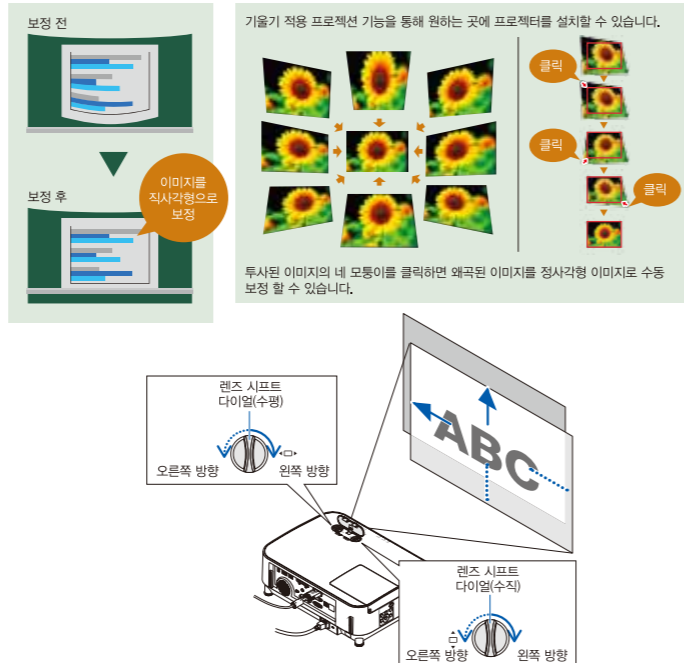 보정 전
보정 후
이미지를
직사각형으로
보정
기울기 적용 프로젝션 기능을 통해 원하는 곳에 프로젝터를 설치할 수 있습니다.
클릭
클릭
클릭
투사된 이미지의 네 모퉁이를 클릭하면 왜곡된 이미지를 정사각형 이미지로 수동
보정 할 수 있습니다.
렌즈 시프트
다이얼(수평)
오른쪽 방향
왼쪽 방향
ABC
렌즈 시프트
다이얼(수직)
오른쪽 방향
왼쪽 방향